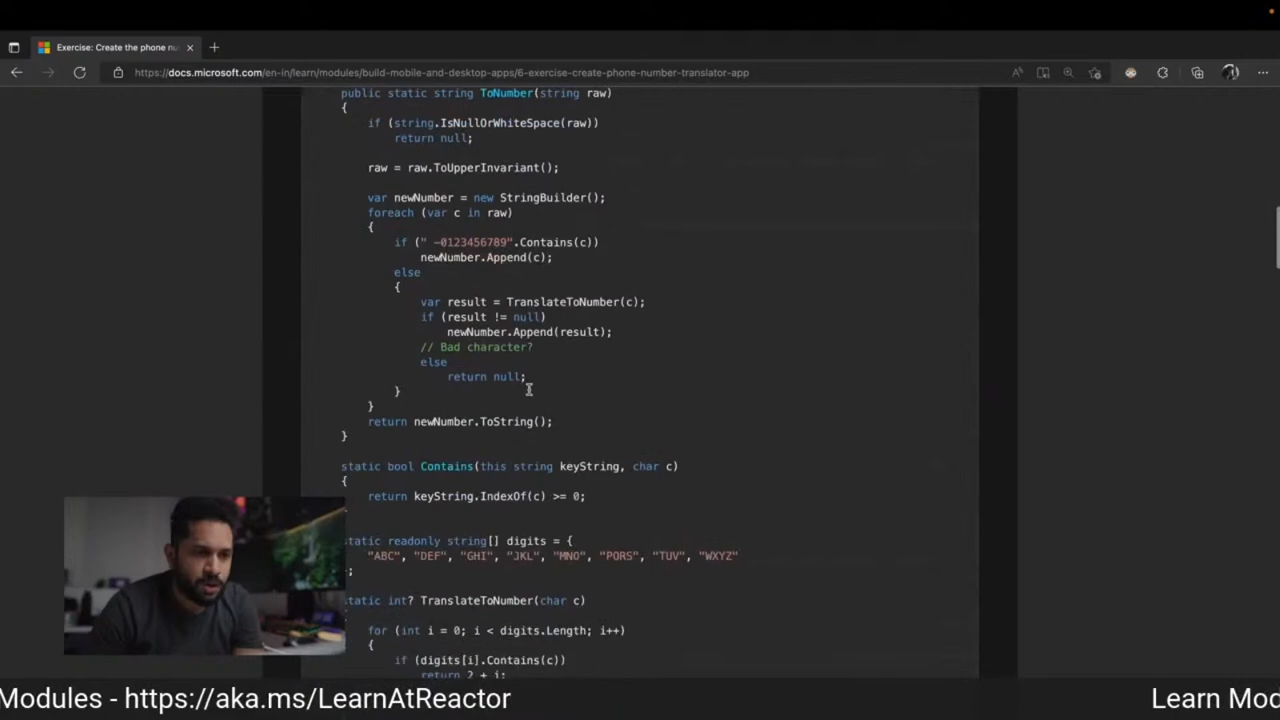 Exercise: Create the phone nu
https://docs.microsoft.com/en-in/learn/modules/build-mobile-and-desktop-apps/6-exercise-create-phone-number-translator-app
public static string ToNumber(string raw)
{
if (string.IsNullOrWhiteSpace(raw))
return null;
raw = raw.ToUpperInvariant();
var newNumber = new StringBuilder();
foreach (var c in raw)
{
if (" -0123456789".Contains(c))
newNumber.Append(c);
else
{
var result = TranslateToNumber(c);
if (result != null)
newNumber.Append(result);
// Bad character?
else
return null;
}
}
return newNumber.ToString();
}
static bool Contains(this string keyString, char c)
{
return keyString.IndexOf(c) >= 0;
static readonly string[] digits = {
"ABC", "DEF", "GHI", "JKL", "MNO", "PQRS", "TUV", "WXYZ"
};
static int? TranslateToNumber(char c)
for (int i = 0; i < digits.Length; i++)
{
if (digits[i].Contains(c))
return 2 + i;
Modules - https://aka.ms/LearnAtReactor
Learn Mod